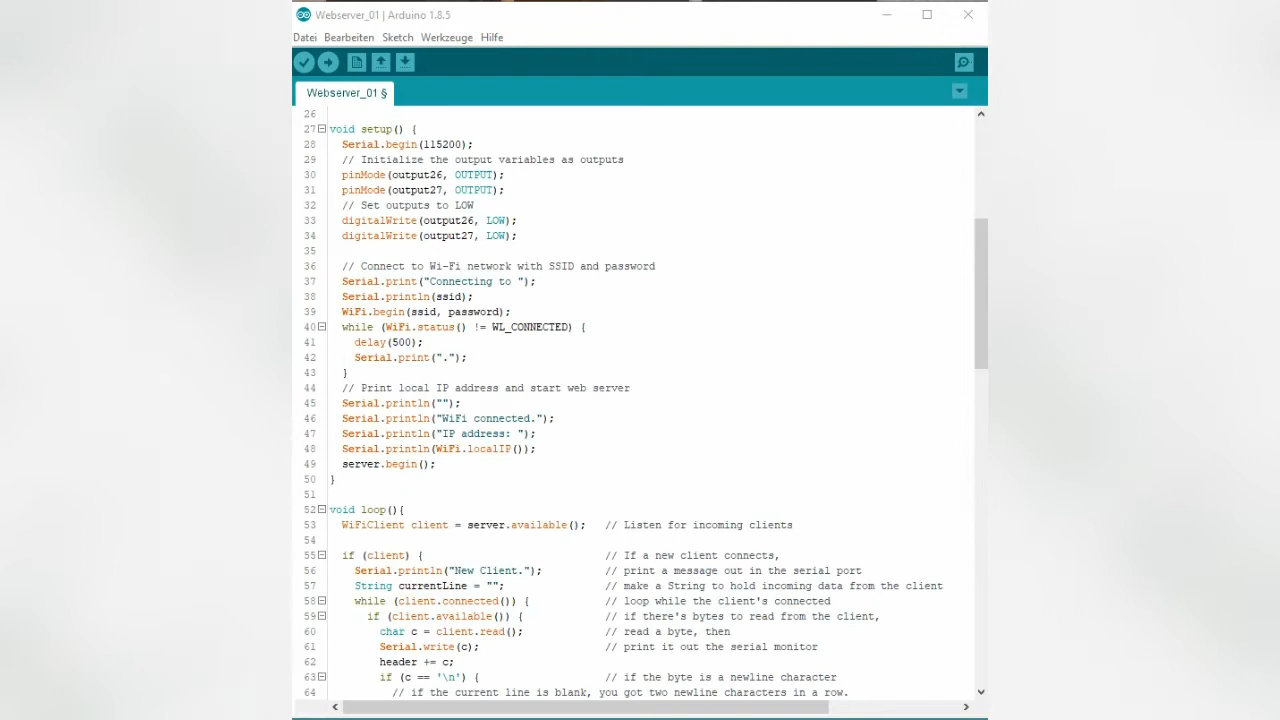 Webserver_01 | Arduino 1.8.5
Datei Bearbeiten Sketch Werkzeuge Hilfe
Webserver_01 §
26
27 void setup() {
28 Serial.begin(115200);
29 // Initialize the output variables as outputs
30 pinMode(output26, OUTPUT);
31 pinMode(output27, OUTPUT);
32 // Set outputs to LOW
33 digitalWrite(output26, LOW);
34 digitalWrite(output27, LOW);
35
36 // Connect to Wi-Fi network with SSID and password
37 Serial.print("Connecting to ");
38 Serial.println(ssid);
39 WiFi.begin(ssid, password);
40 while (WiFi.status() != WL_CONNECTED) {
41 delay(500);
42 Serial.print(".");
43 }
44 // Print local IP address and start web server
45 Serial.println("");
46 Serial.println("WiFi connected.");
47 Serial.println("IP address: ");
48 Serial.println(WiFi.localIP());
49 server.begin();
50 }
51
52 void loop(){
53 WiFiClient client = server.available(); // Listen for incoming clients
54
55 if (client) { // If a new client connects,
56 Serial.println("New Client."); // print a message out in the serial port
57 String currentLine = ""; // make a String to hold incoming data from the client
58 while (client.connected()) { // loop while the client's connected
59 if (client.available()) { // if there's bytes to read from the client,
60 char c = client.read(); // read a byte, then
61 Serial.write(c); // print it out the serial monitor
62 header += c;
63 if (c == '\n') { // if the byte is a newline character
64 // if the current line is blank, you got two newline characters in a row.